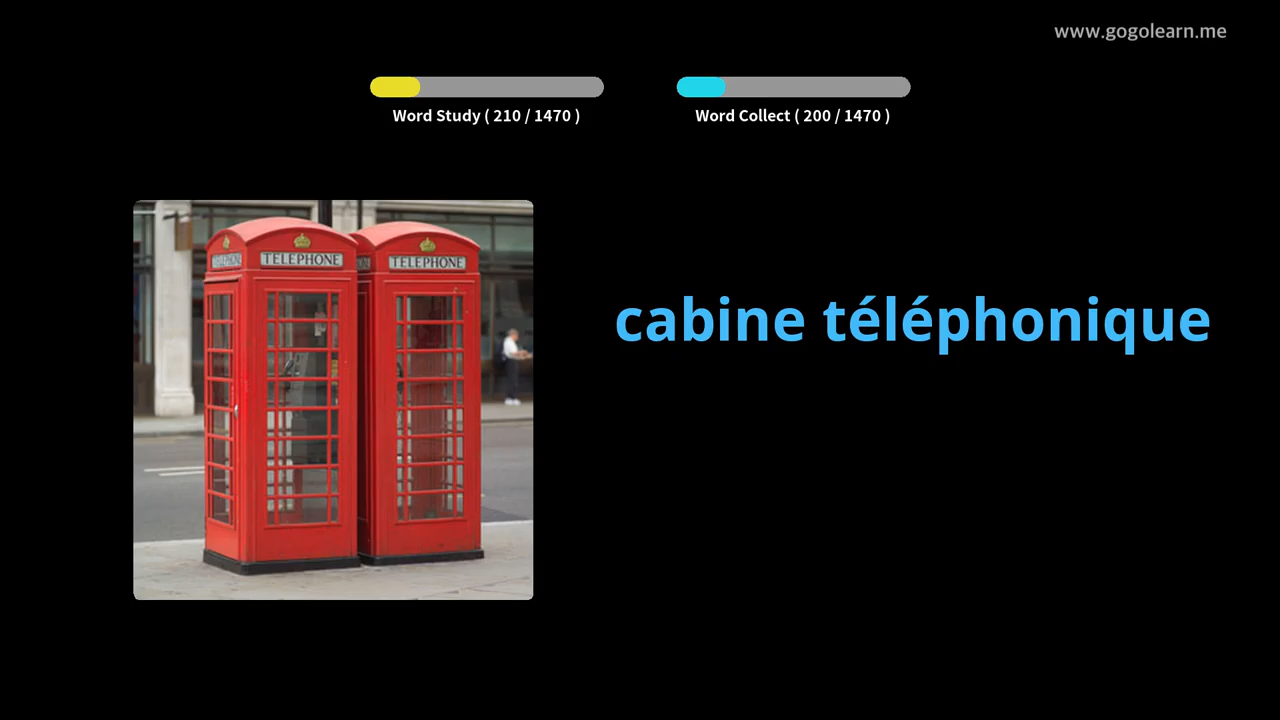 www.gogolearn.me
Word Study ( 210 / 1470 )
Word Collect ( 200 / 1470 )
TELEPHONE
TELEPHONE
cabine téléphonique